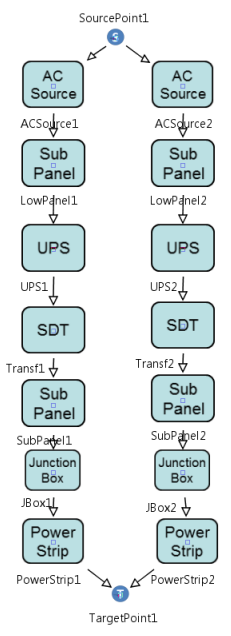 SourcePoint1
S
AC Source
AC Source
ACSource1
ACSource2
Sub Panel
Sub Panel
LowPanel1
LowPanel2
UPS
UPS
UPS1
UPS2
SDT
SDT
Transf1
Transf2
Sub Panel
Sub Panel
SubPanel1
SubPanel2
Junction Box
Junction Box
JBox1
JBox2
Power Strip
Power Strip
PowerStrip1
PowerStrip2
T
TargetPoint1